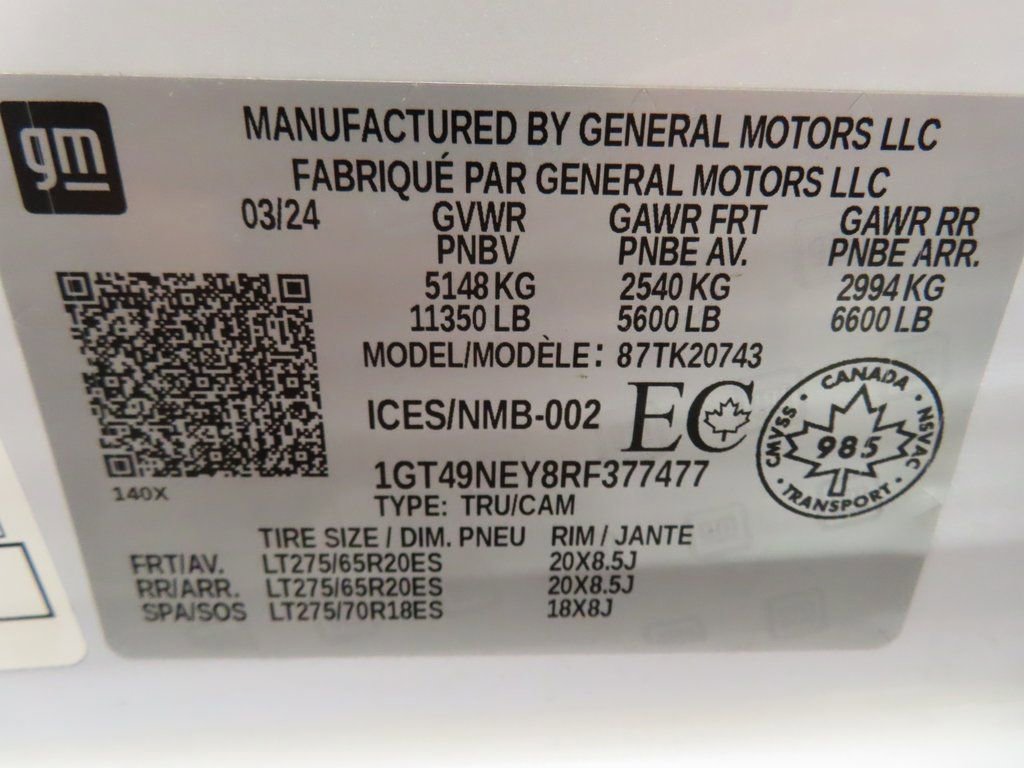 gm
MANUFACTURED BY GENERAL MOTORS LLC
FABRIQUÉ PAR GENERAL MOTORS LLC
03/24 GVWR GAWR FRT GAWR RR
PNBV PNBE AV. PNBE ARR.
5148 KG 2540 KG 2994 KG
11350 LB 5600 LB 6600 LB
MODEL/MODÈLE: 87TK20743
ICES/NMB-002 EC
CANADA
CMVSS 985 NSVAC
TRANSPORT
140X
1GT49NEY8RF377477
TYPE: TRU/CAM
TIRE SIZE / DIM. PNEU RIM / JANTE
FRT/AV. LT275/65R20ES 20X8.5J
RR/ARR. LT275/65R20ES 20X8.5J
SPA/SOS LT275/70R18ES 18X8J